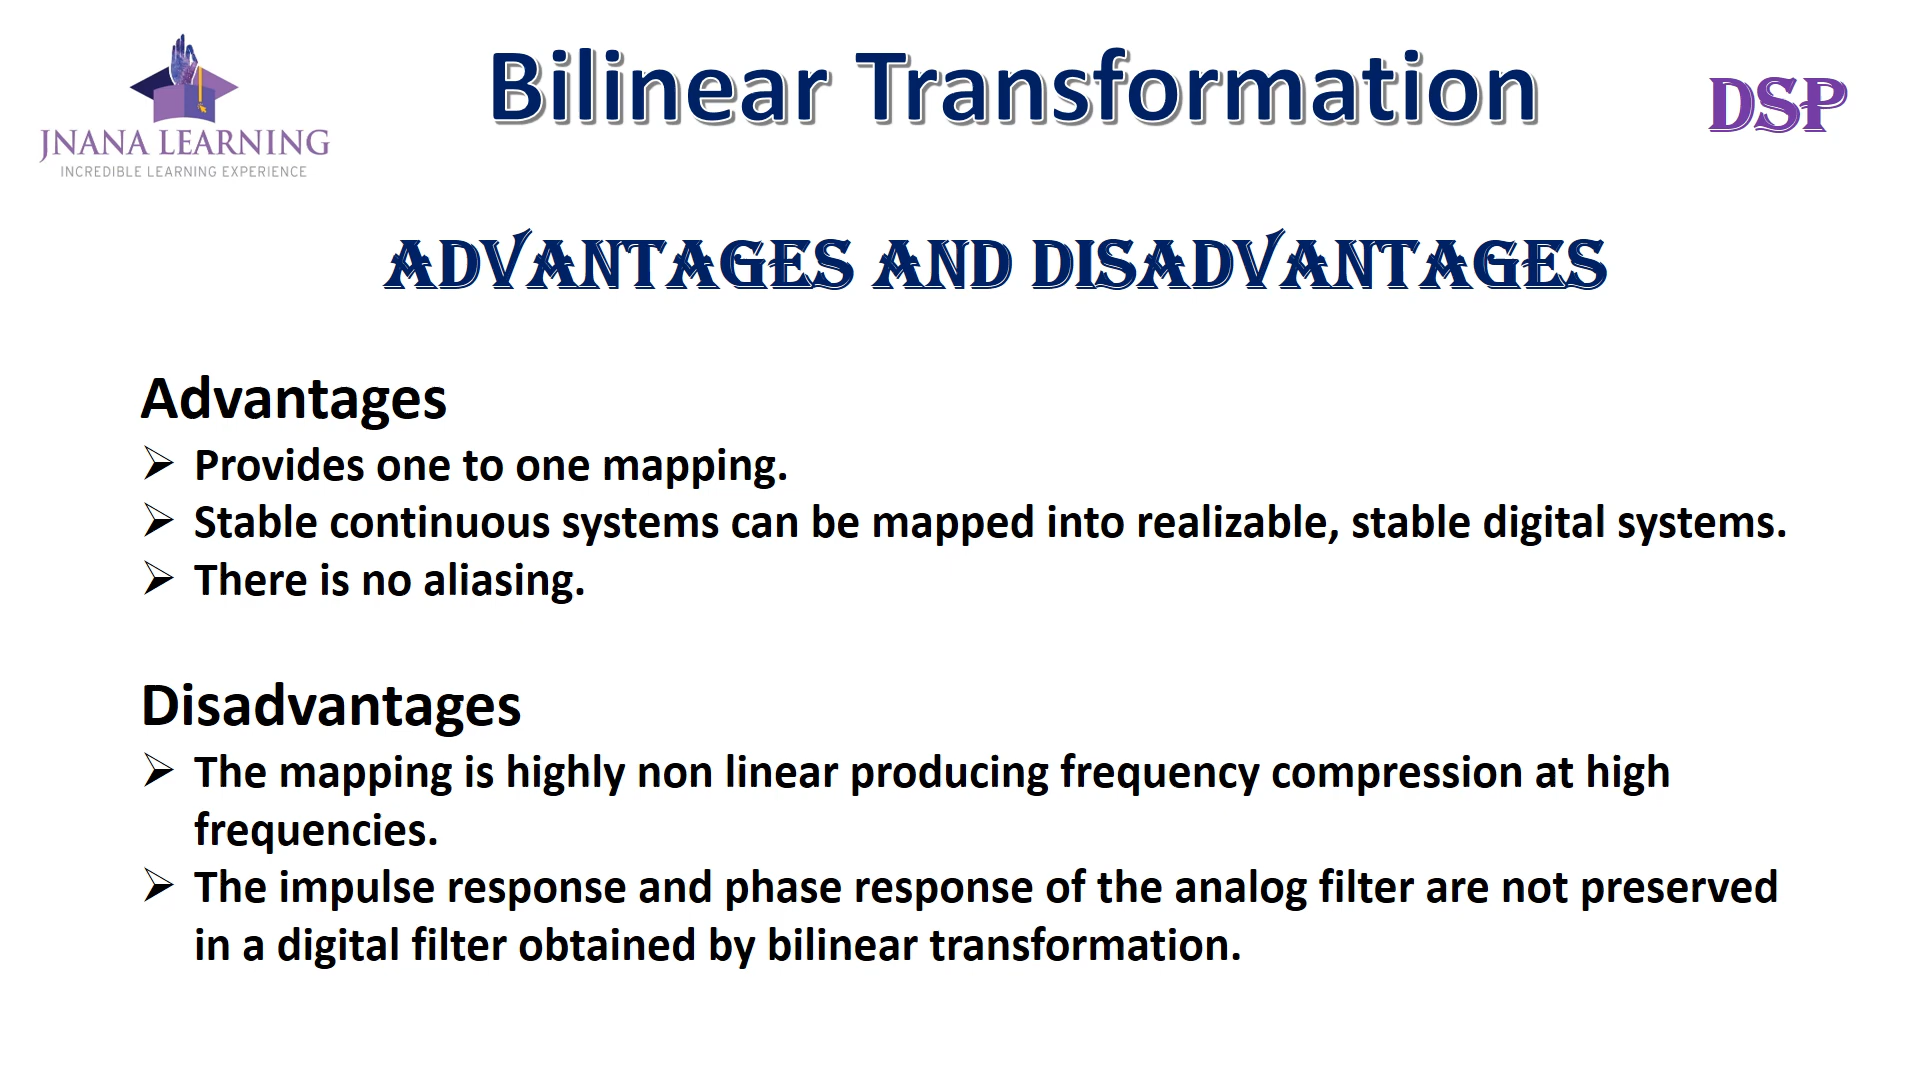 JNANA LEARNING
INCREDIBLE LEARNING EXPERIENCE
Bilinear Transformation
DSP
ADVANTAGES AND DISADVANTAGES
Advantages
➢ Provides one to one mapping.
➢ Stable continuous systems can be mapped into realizable, stable digital systems.
➢ There is no aliasing.
Disadvantages
➢ The mapping is highly non linear producing frequency compression at high
frequencies.
➢ The impulse response and phase response of the analog filter are not preserved
in a digital filter obtained by bilinear transformation.